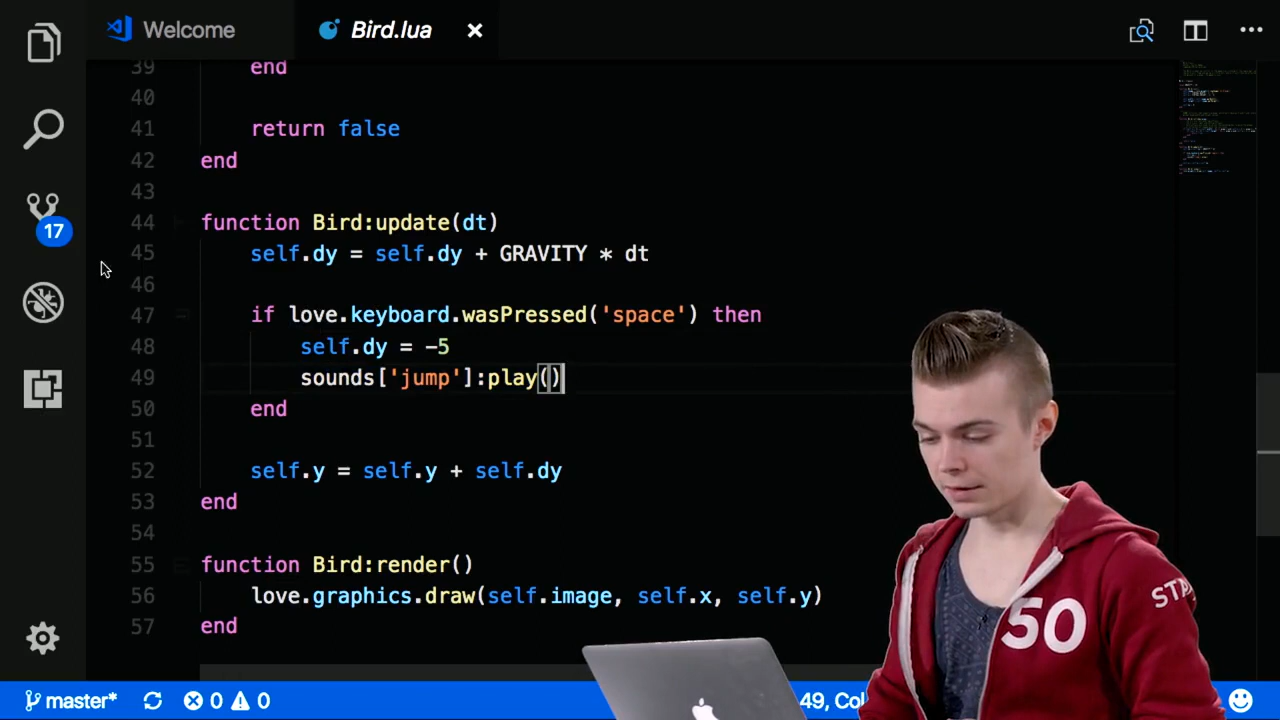 Welcome
Bird.lua
39 end
40
41 return false
42 end
43
44 function Bird:update(dt)
45 self.dy = self.dy + GRAVITY * dt
46
47 if love.keyboard.wasPressed('space') then
48 self.dy = -5
49 sounds['jump']:play()
50 end
51
52 self.y = self.y + self.dy
53 end
54
55 function Bird:render()
56 love.graphics.draw(self.image, self.x, self.y)
57 end
17
master* 0 0
49, Col
50